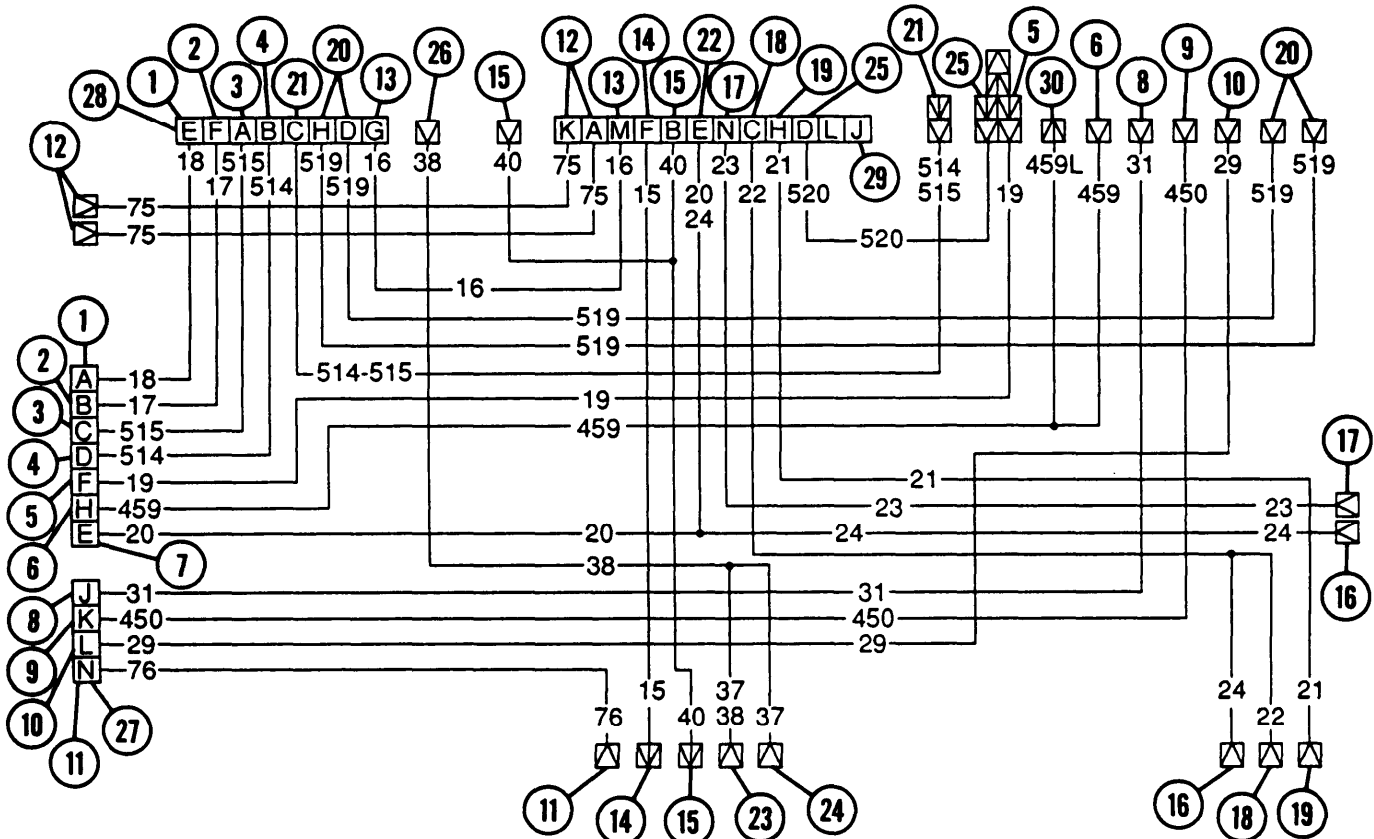 2 4 20 26 12 14 22 18 21 5 6 9 20
1 3 21 13 15 13 15 17 19 25 25 30 8 10
28 E F A B C H D G K A M F B E N C H D L J
12 18 515 519 16 38 40 75 16 40 23 21 514 459L 31 29 519
17 514 519 75 15 20 22 520 29 515 19 459 450 519
75 24
75 520
16
1 519
519
2 A 18 514-515
B 17 19
3 C 515 459 17
4 D 514
F 19 21
5 H 459 23 23
E 20 20 24 24
6 7 38
J 31 31 16
8 K 450 450
L 29 29
9 N 76
15 37 24 21
10 27 76 40 38 37 22
11
11 14 15 23 24 16 18 19